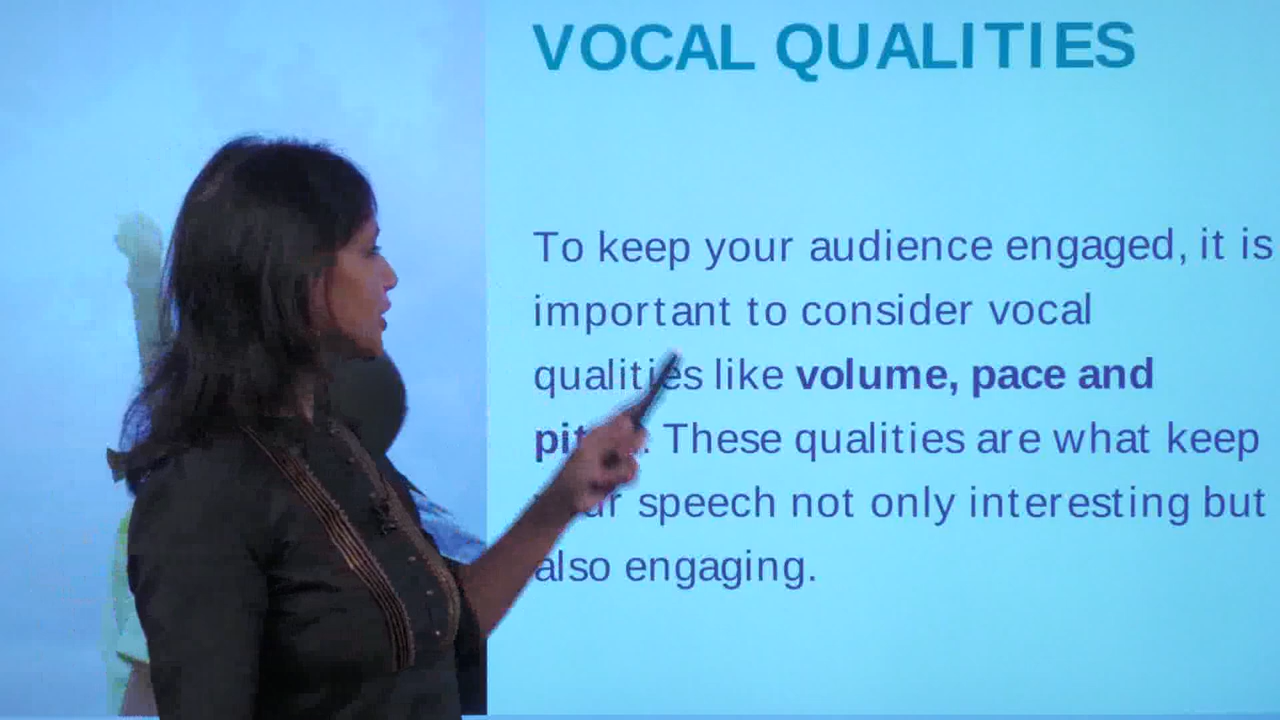 VOCAL QUALITIES
To keep your audience engaged, it is
important to consider vocal
qualities like volume, pace and
These qualities are what keep
speech not only interesting but
also engaging.